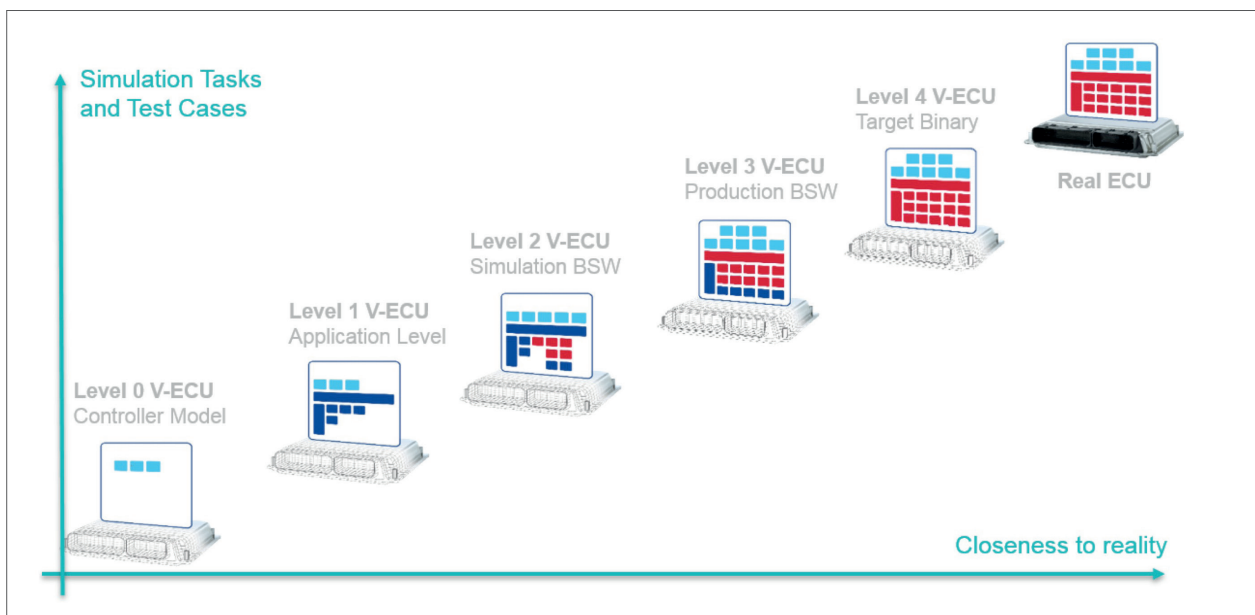 Simulation Tasks
and Test Cases
Level 0 V-ECU
Controller Model
Level 1 V-ECU
Application Level
Level 2 V-ECU
Simulation BSW
Level 3 V-ECU
Production BSW
Level 4 V-ECU
Target Binary
Real ECU
Closeness to reality